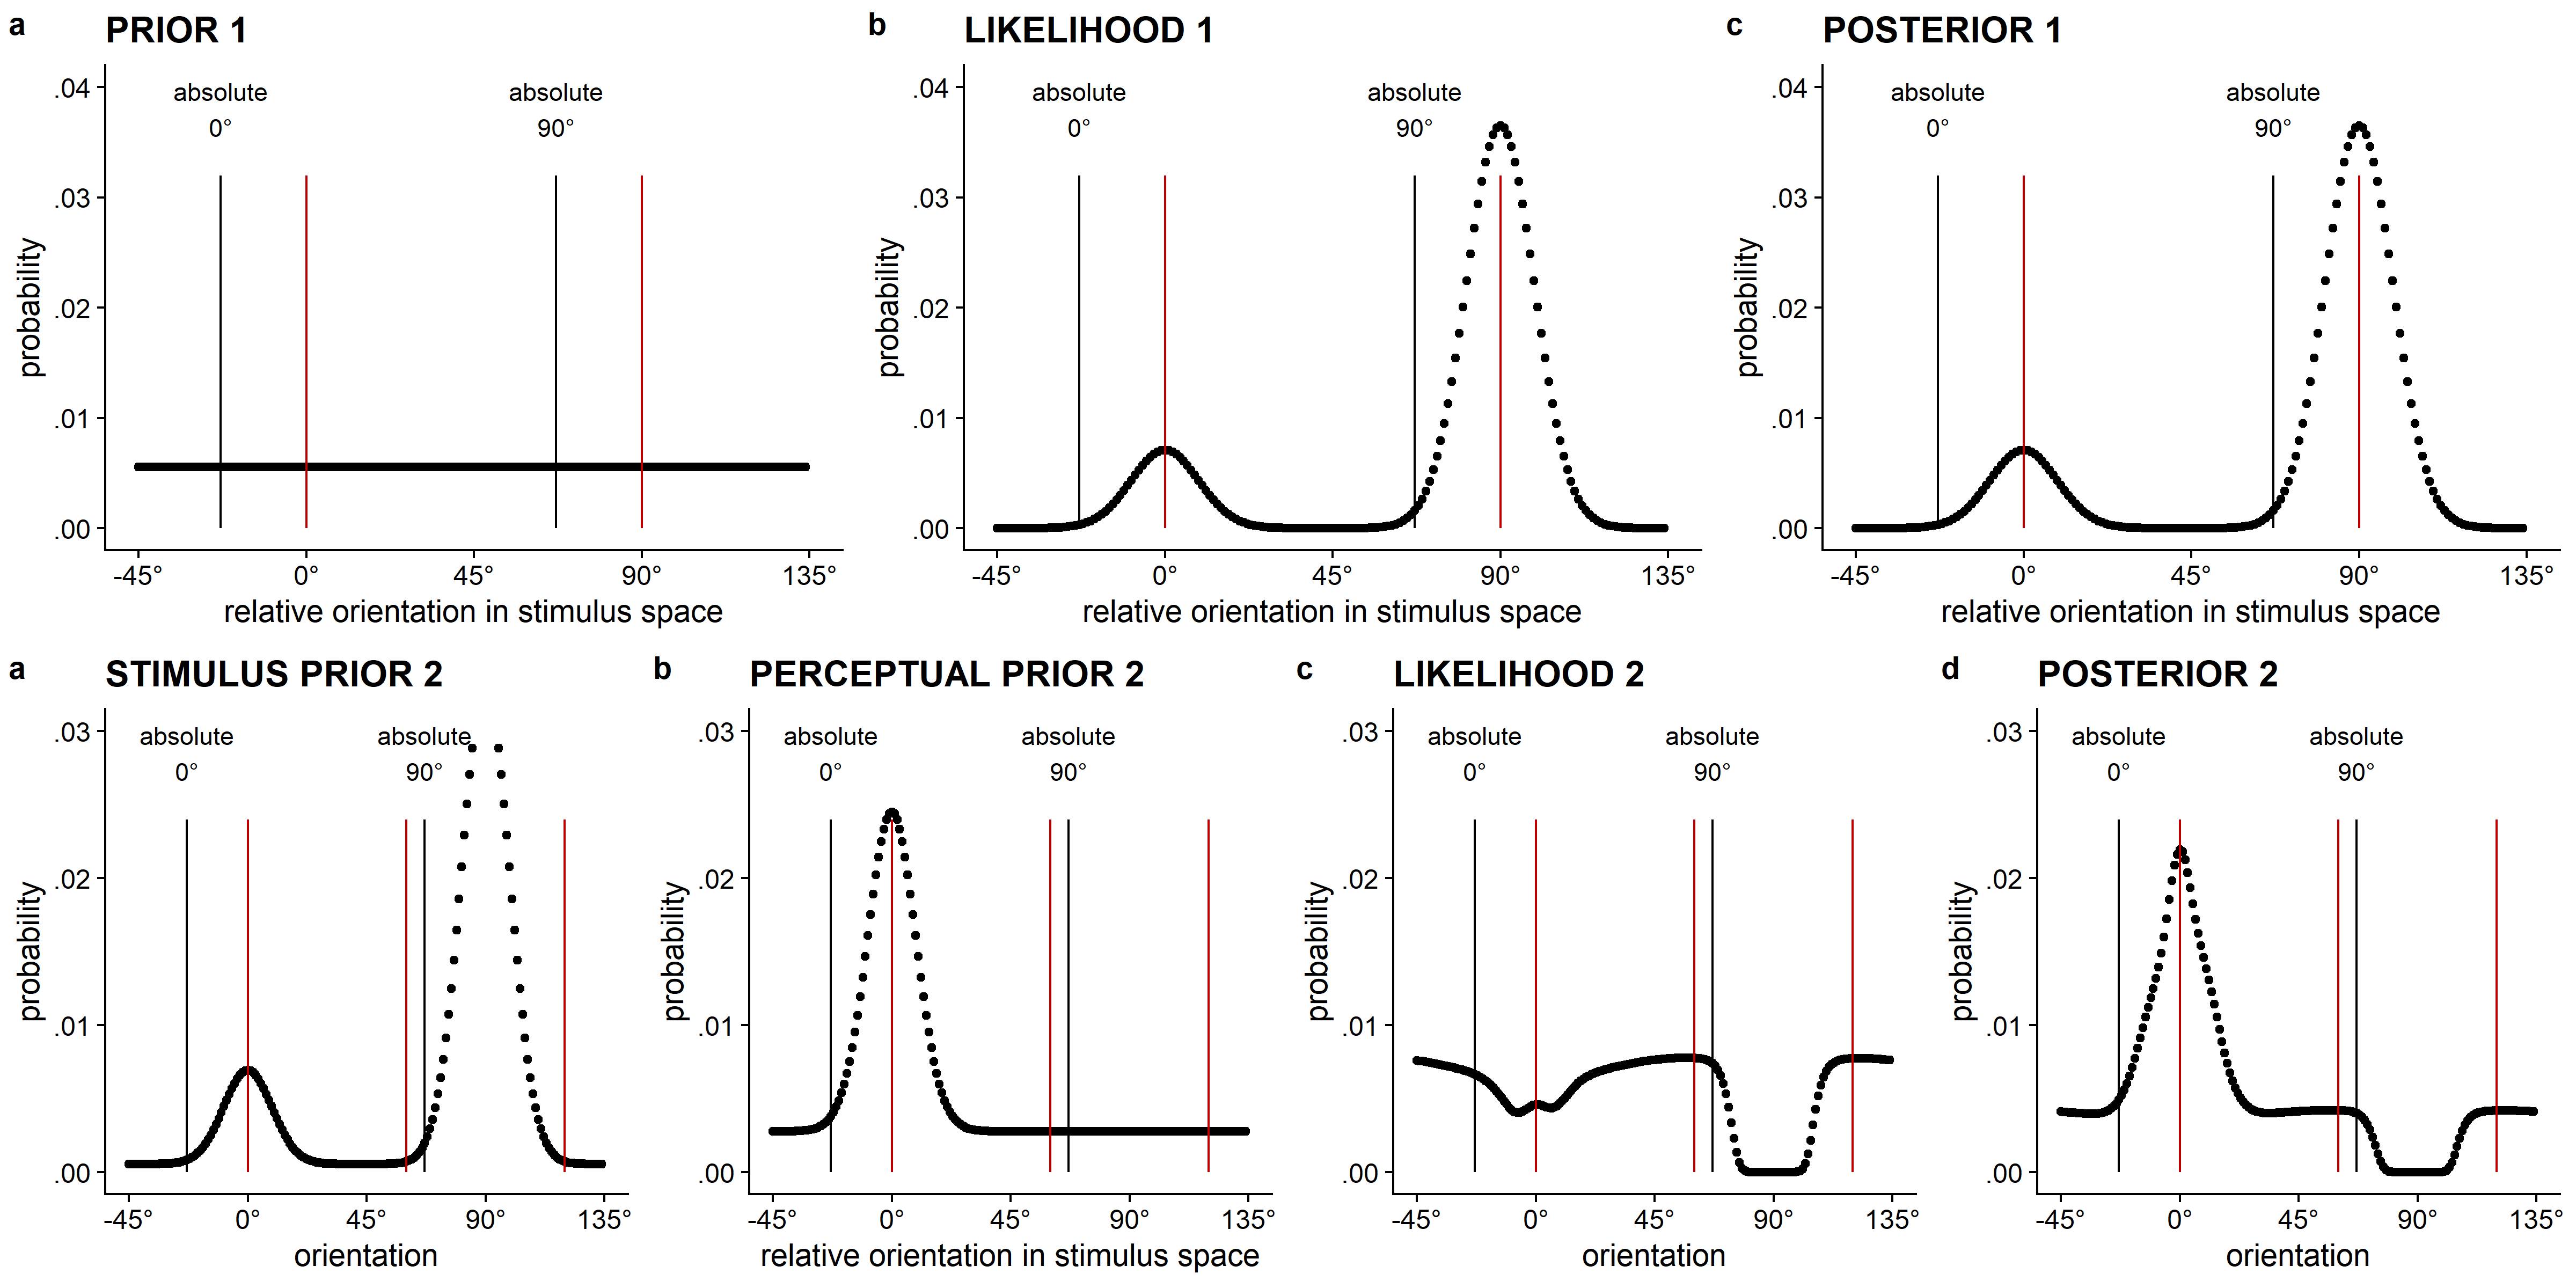 a PRIOR 1
.04
absolute absolute
0° 90°
.03
probability
.02
.01
.00
-45° 0° 45° 90° 135°
relative orientation in stimulus space
b LIKELIHOOD 1
.04
absolute absolute
0° 90°
.03
probability
.02
.01
.00
-45° 0° 45° 90° 135°
relative orientation in stimulus space
c POSTERIOR 1
.04
absolute absolute
0° 90°
.03
probability
.02
.01
.00
-45° 0° 45° 90° 135°
relative orientation in stimulus space
a STIMULUS PRIOR 2
.03
absolute absolute
0° 90°
.02
probability
.01
.00
-45° 0° 45° 90° 135°
orientation
b PERCEPTUAL PRIOR 2
.03
absolute absolute
0° 90°
.02
probability
.01
.00
-45° 0° 45° 90° 135°
relative orientation in stimulus space
c LIKELIHOOD 2
.03
absolute absolute
0° 90°
.02
probability
.01
.00
-45° 0° 45° 90° 135°
orientation
d POSTERIOR 2
.03
absolute absolute
0° 90°
.02
probability
.01
.00
-45° 0° 45° 90° 135°
orientation